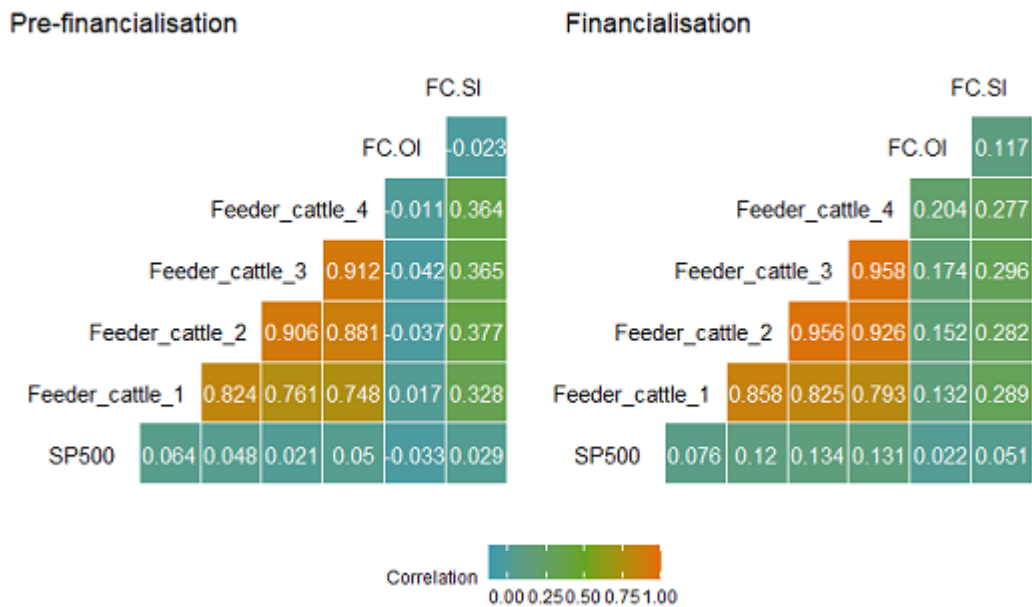 Pre-financialisation
FC.SI
FC.OI -0.023
Feeder_cattle_4 -0.011 0.364
Feeder_cattle_3 0.912 -0.042 0.365
Feeder_cattle_2 0.906 0.881 -0.037 0.377
Feeder_cattle_1 0.824 0.761 0.748 0.017 0.328
SP500 0.064 0.048 0.021 0.05 -0.033 0.029
Financialisation
FC.SI
FC.OI 0.117
Feeder_cattle_4 0.204 0.277
Feeder_cattle_3 0.958 0.174 0.296
Feeder_cattle_2 0.956 0.926 0.152 0.282
Feeder_cattle_1 0.858 0.825 0.793 0.132 0.289
SP500 0.076 0.12 0.134 0.131 0.022 0.051
Correlation
0.00 0.25 0.50 0.75 1.00